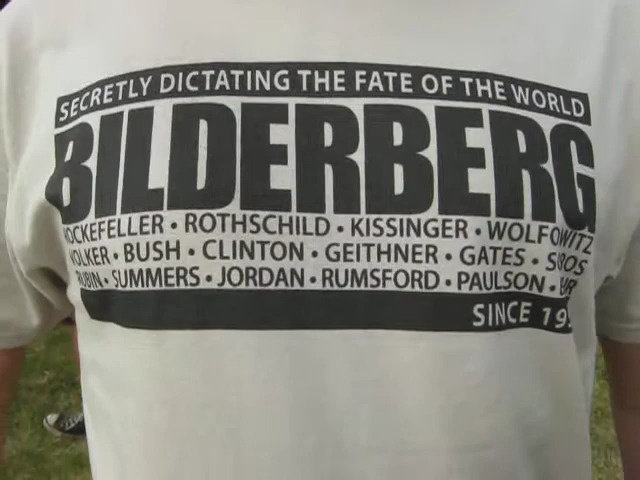 SECRETLY DICTATING THE FATE OF THE WORLD
BILDERBERG
ROCKEFELLER • ROTHSCHILD • KISSINGER • WOLFOWITZ
VOLKER • BUSH • CLINTON • GEITHNER • GATES • SOROS
RUBIN • SUMMERS • JORDAN • RUMSFORD • PAULSON •
SINCE